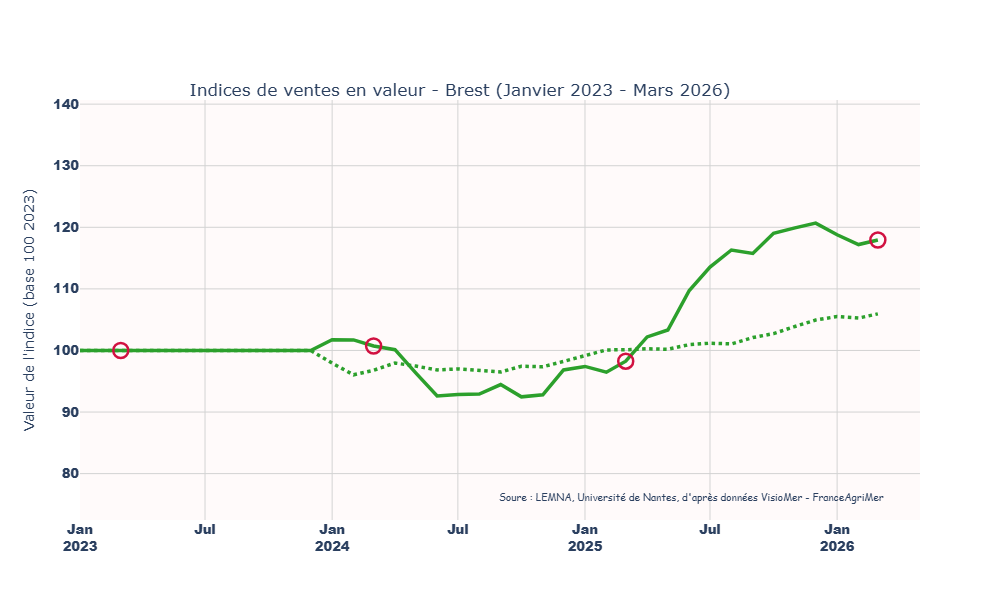 Indices de ventes en valeur - Brest (Janvier 2023 - Mars 2026)
Valeur de l'indice (base 100 2023)
140
130
120
110
100
90
80
Soure : LEMNA, Université de Nantes, d'après données VisioMer - FranceAgriMer
Jan Jul Jan Jul Jan Jul Jan
2023 2024 2025 2026